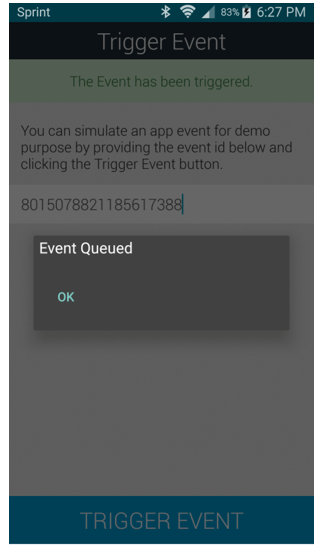 Sprint 83% 6:27 PM
Trigger Event
The Event has been triggered.
You can simulate an app event for demo
purpose by providing the event id below and
clicking the Trigger Event button.
8015078821185617388
Event Queued
OK
TRIGGER EVENT